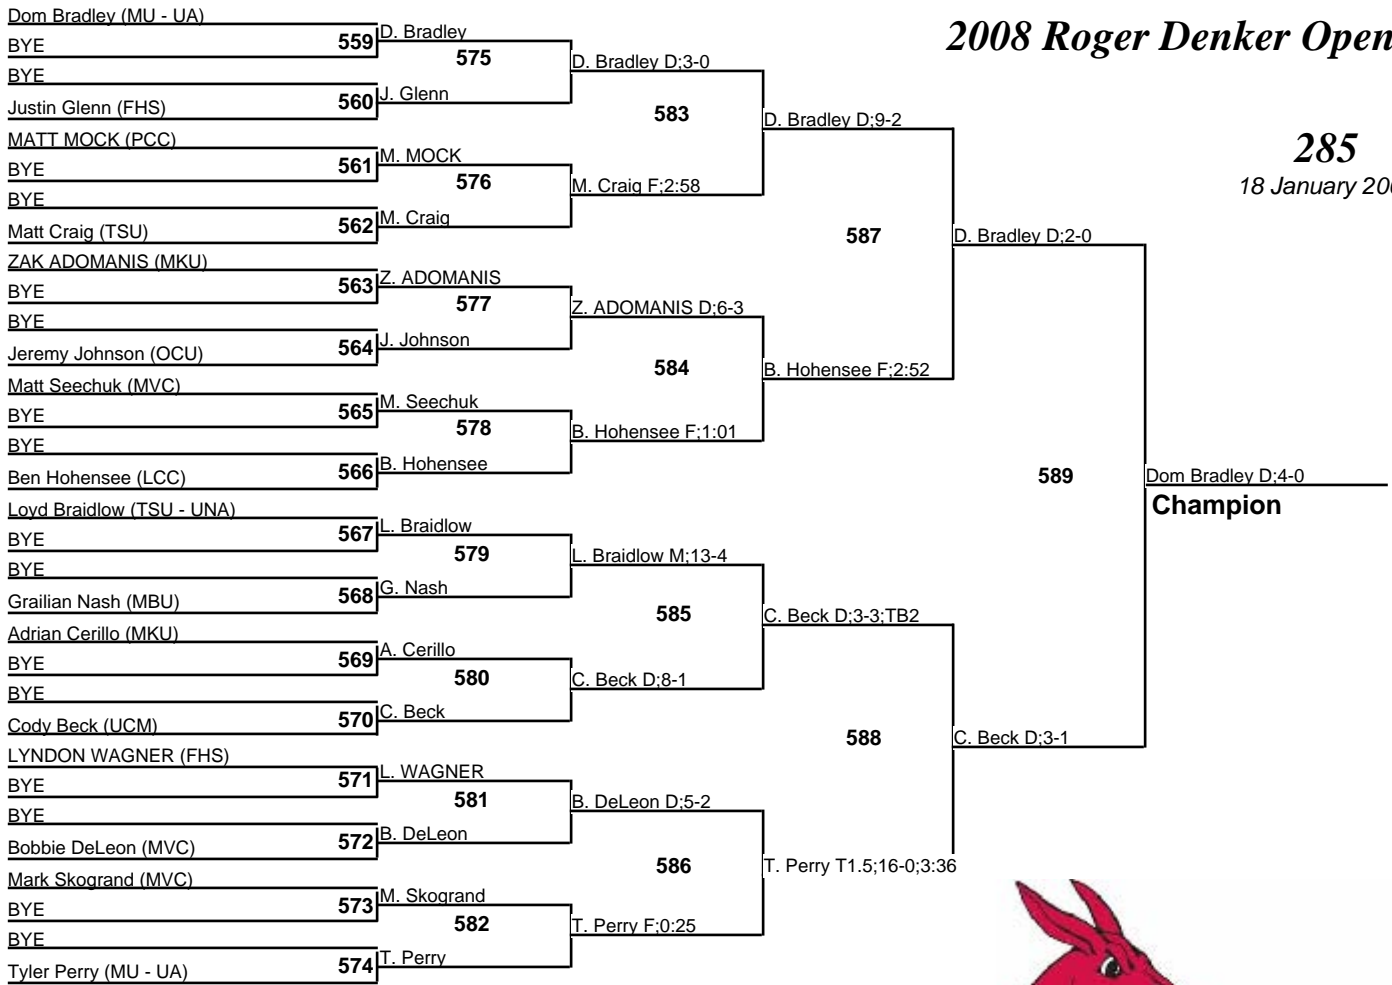 Dom Bradley (MU - UA)
BYE
559
D. Bradley
575
BYE
Justin Glenn (FHS)
560
J. Glenn
D. Bradley D;3-0
583
MATT MOCK (PCC)
BYE
561
M. MOCK
576
BYE
Matt Craig (TSU)
562
M. Craig
M. Craig F;2:58
D. Bradley D;9-2
587
ZAK ADOMANIS (MKU)
BYE
563
Z. ADOMANIS
577
BYE
Jeremy Johnson (OCU)
564
J. Johnson
Z. ADOMANIS D;6-3
584
Matt Seechuk (MVC)
BYE
565
M. Seechuk
578
BYE
Ben Hohensee (LCC)
566
B. Hohensee
B. Hohensee F;1:01
B. Hohensee F;2:52
D. Bradley D;2-0
589
Loyd Braidlow (TSU - UNA)
BYE
567
L. Braidlow
579
BYE
Grailian Nash (MBU)
568
G. Nash
L. Braidlow M;13-4
585
Adrian Cerillo (MKU)
BYE
569
A. Cerillo
580
BYE
Cody Beck (UCM)
570
C. Beck
C. Beck D;8-1
C. Beck D;3-3;TB2
588
LYNDON WAGNER (FHS)
BYE
571
L. WAGNER
581
BYE
Bobbie DeLeon (MVC)
572
B. DeLeon
B. DeLeon D;5-2
586
Mark Skogrand (MVC)
BYE
573
M. Skogrand
582
BYE
Tyler Perry (MU - UA)
574
T. Perry
T. Perry F;0:25
T. Perry T1.5;16-0;3:36
C. Beck D;3-1
Dom Bradley D;4-0
Champion
2008 Roger Denker Open
285
18 January 20